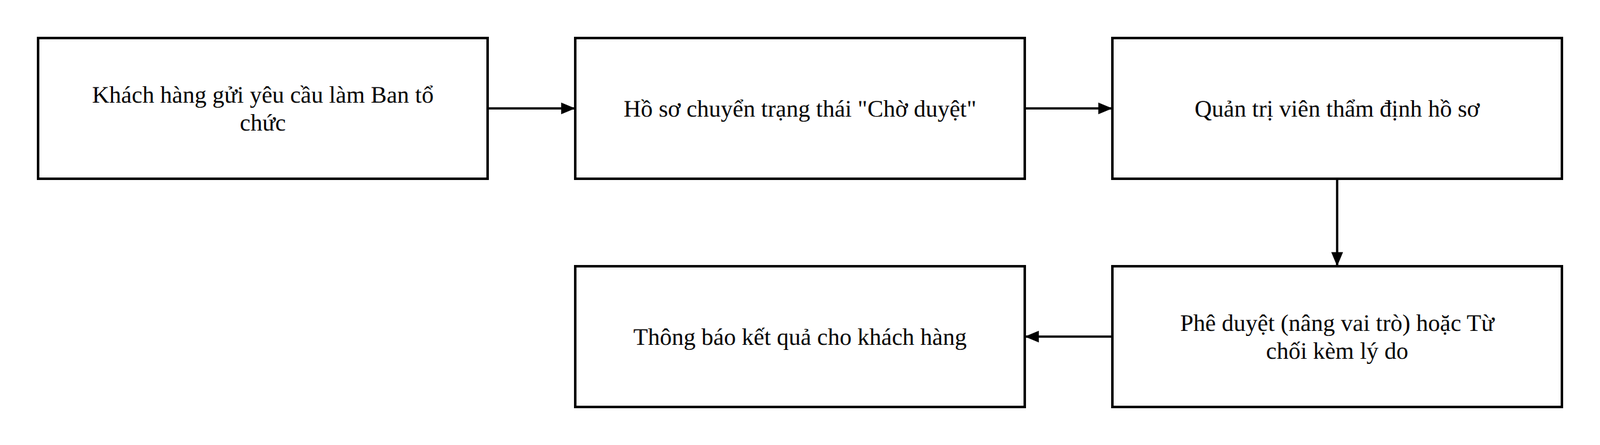 Khách hàng gửi yêu cầu làm Ban tổ
chức
Hồ sơ chuyển trạng thái "Chờ duyệt"
Quản trị viên thẩm định hồ sơ
Phê duyệt (nâng vai trò) hoặc Từ
chối kèm lý do
Thông báo kết quả cho khách hàng